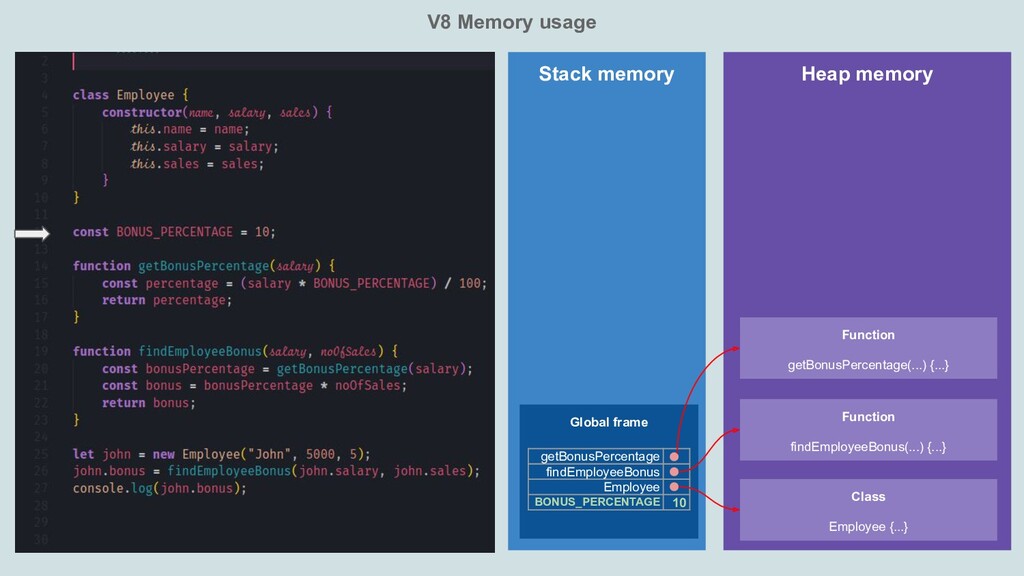 V8 Memory usage
2
3
4 class Employee {
5 constructor(name, salary, sales) {
6 this.name = name;
7 this.salary = salary;
8 this.sales = sales;
9 }
10 }
11
const BONUS_PERCENTAGE = 10;
13
14 function getBonusPercentage(salary) {
15 const percentage = (salary * BONUS_PERCENTAGE) / 100;
16 return percentage;
17 }
18
19 function findEmployeeBonus(salary, noOfSales) {
20 const bonusPercentage = getBonusPercentage(salary);
21 const bonus = bonusPercentage * noOfSales;
22 return bonus;
23 }
24
25 let john = new Employee("John", 5000, 5);
26 john.bonus = findEmployeeBonus(john.salary, john.sales);
27 console.log(john.bonus);
28
29
30
Stack memory
Global frame
getBonusPercentage
findEmployeeBonus
Employee
BONUS_PERCENTAGE 10
Heap memory
Function
getBonusPercentage(...) {...}
Function
findEmployeeBonus(...) {...}
Class
Employee {...}